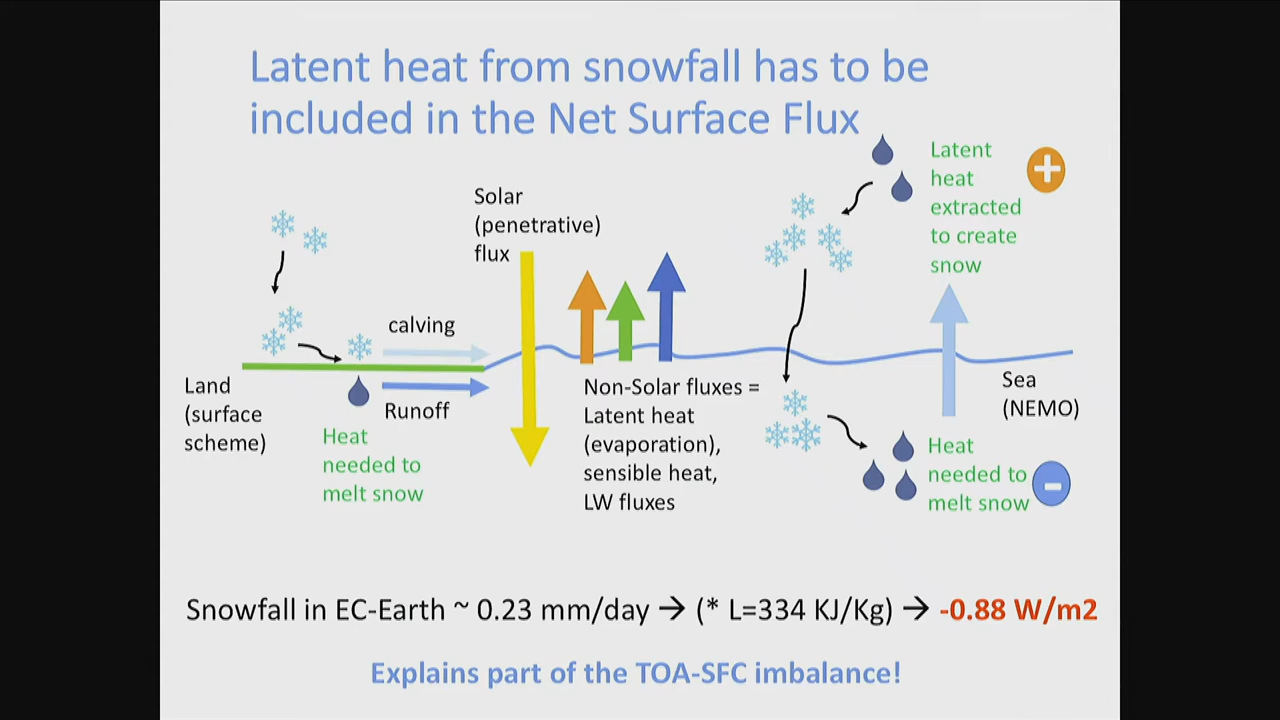 Latent heat from snowfall has to be
included in the Net Surface Flux
Latent
heat
extracted
to create
snow
+
Solar
(penetrative)
flux
calving
Land
(surface
scheme)
Runoff
Heat
needed to
melt snow
Non-Solar fluxes =
Latent heat
(evaporation),
sensible heat,
LW fluxes
Sea
(NEMO)
Heat
needed to
melt snow
-
Snowfall in EC-Earth ~ 0.23 mm/day → (* L=334 KJ/Kg) → -0.88 W/m2
Explains part of the TOA-SFC imbalance!